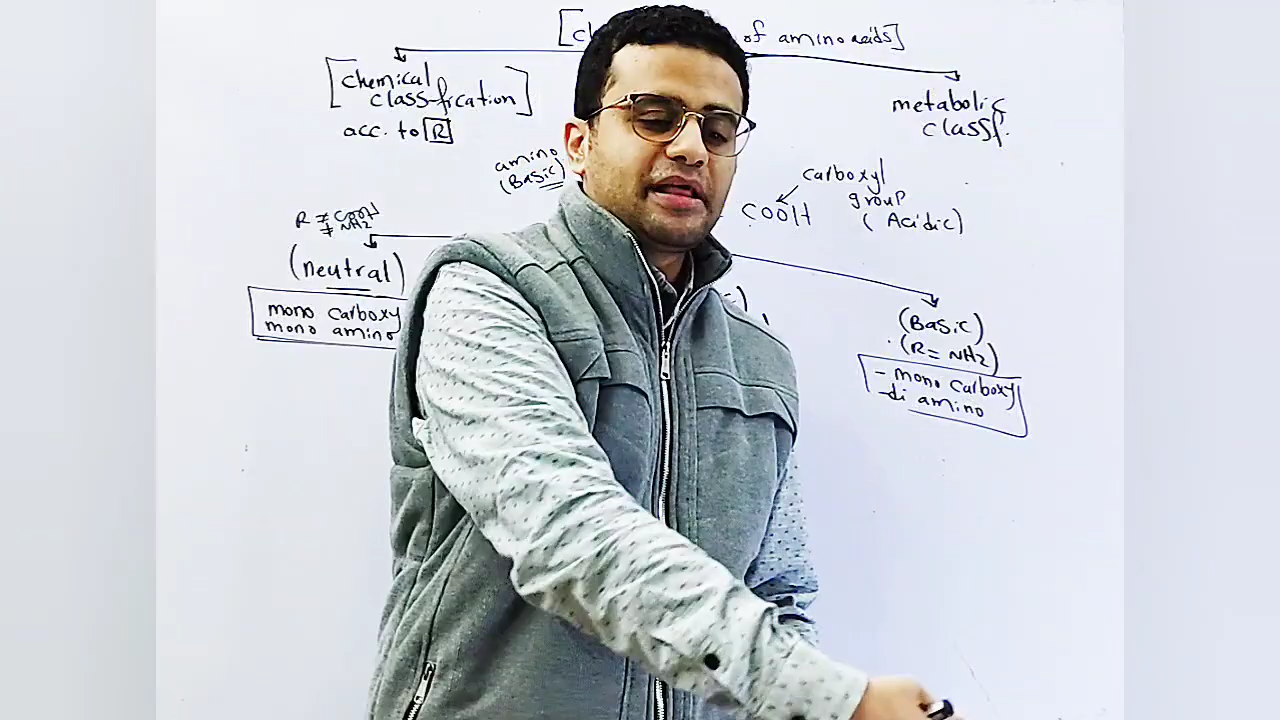 of amino acids]
[chemical
classification]
acc. to R
metabolic
classf.
amino
(Basic)
carboxyl
group
(Acidic)
COOH
R ≠ COOH
≠ NH2
(neutral)
mono carboxy
mono amino
(Basic)
(R = NH2)
- mono carboxy
- di amino